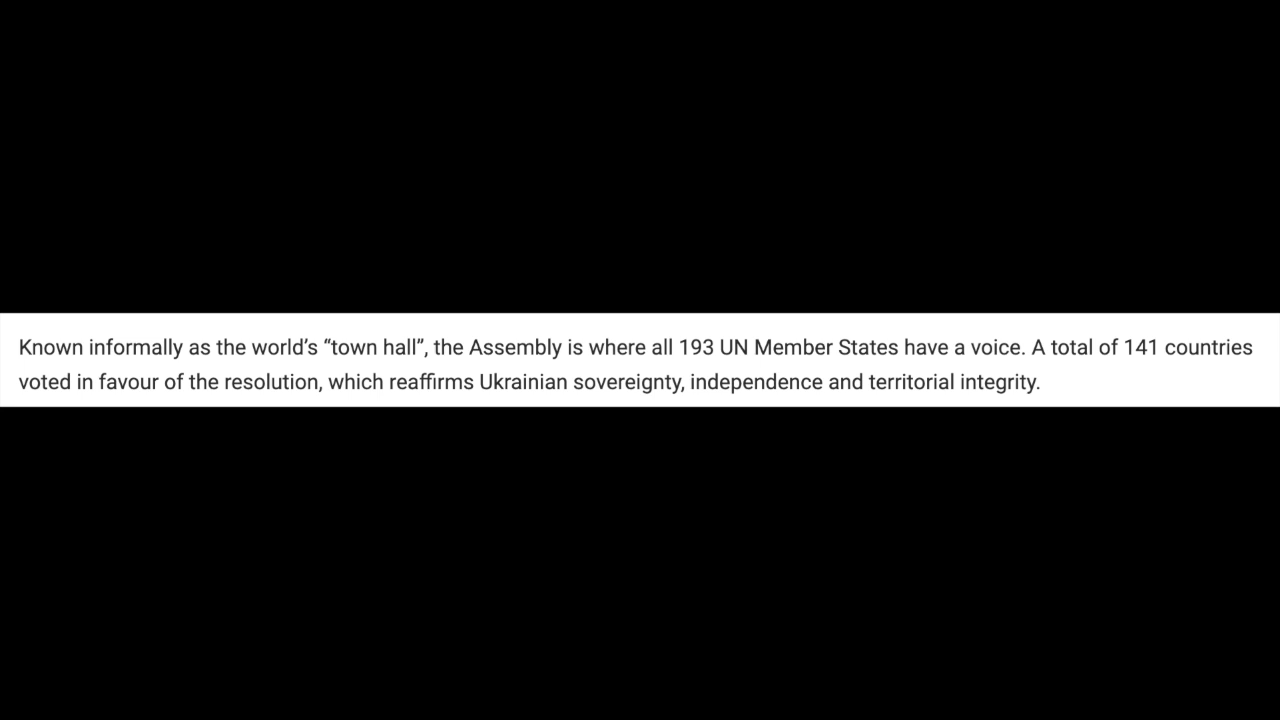 Known informally as the world’s “town hall”, the Assembly is where all 193 UN Member States have a voice. A total of 141 countries
voted in favour of the resolution, which reaffirms Ukrainian sovereignty, independence and territorial integrity.